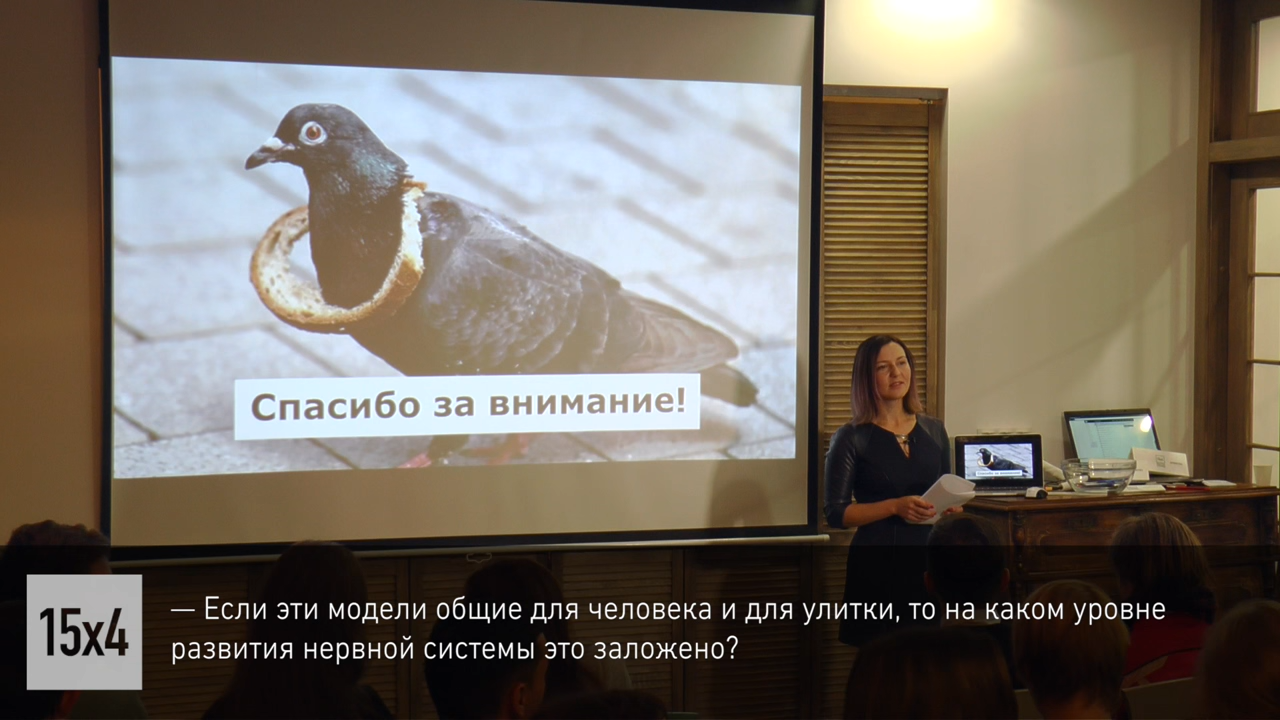 Спасибо за внимание!
15x4
— Если эти модели общие для человека и для улитки, то на каком уровне
развития нервной системы это заложено?